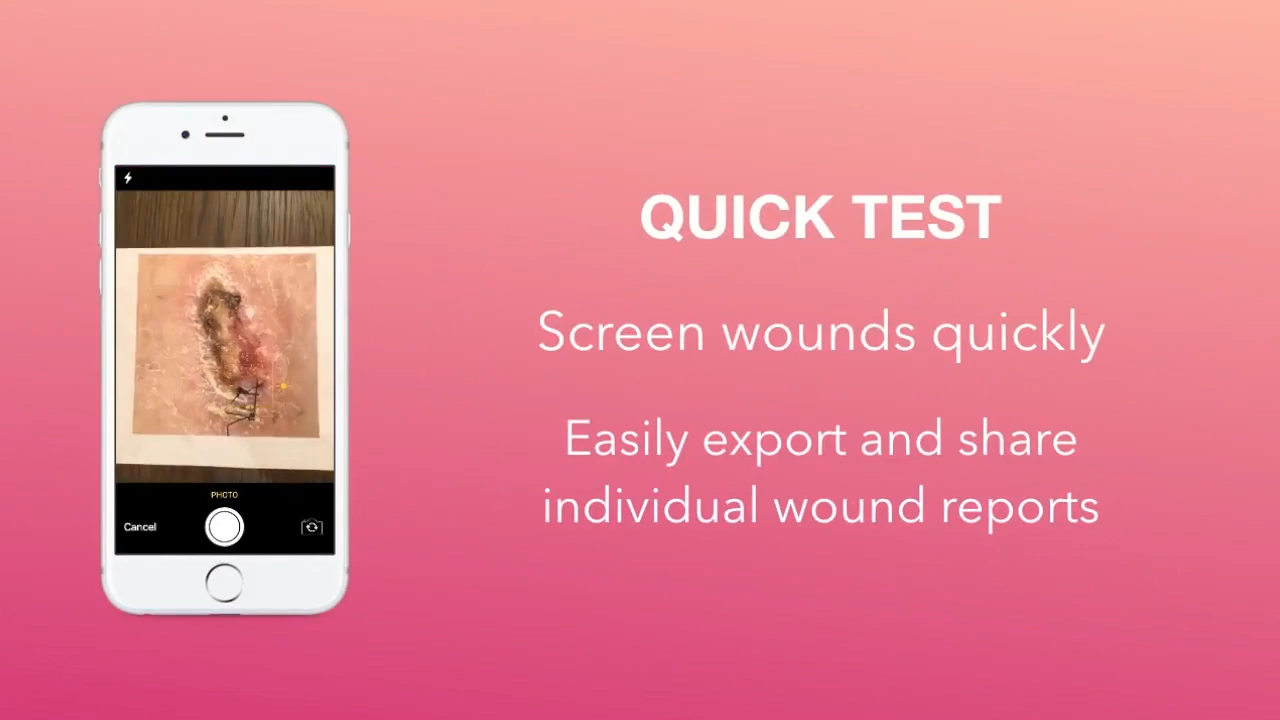 QUICK TEST
Screen wounds quickly
Easily export and share
individual wound reports
PHOTO
Cancel